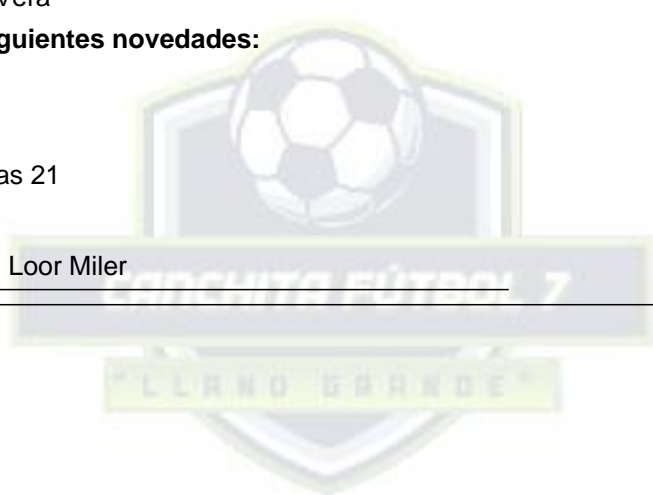 Vera
guientes novedades:
as 21
Loor Miler
CANCHITA FÚTBOL 7
"LLANO GRANDE"